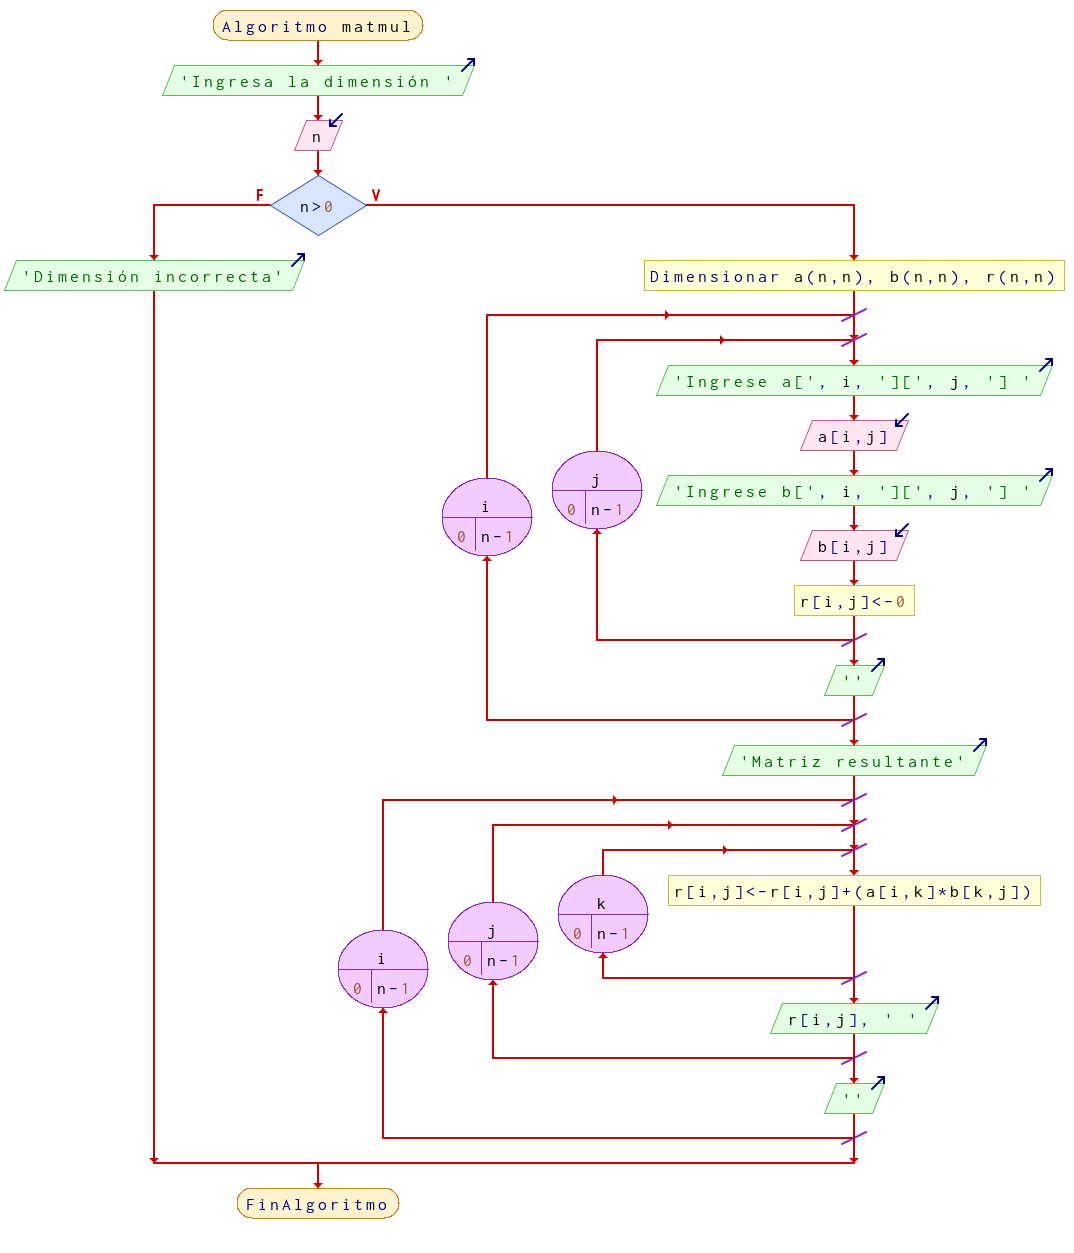 Algoritmo matmul
'Ingresa la dimensión '
n
F
V
n>0
'Dimensión incorrecta'
Dimensionar a(n,n), b(n,n), r(n,n)
'Ingrese a[', i, '][', j, '] '
a[i,j]
j
0 n-1
'Ingrese b[', i, '][', j, '] '
i
0 n-1
b[i,j]
r[i,j]<-0
''
'Matriz resultante'
r[i,j]<-r[i,j]+(a[i,k]*b[k,j])
k
0 n-1
j
0 n-1
i
0 n-1
r[i,j], ' '
''
FinAlgoritmo